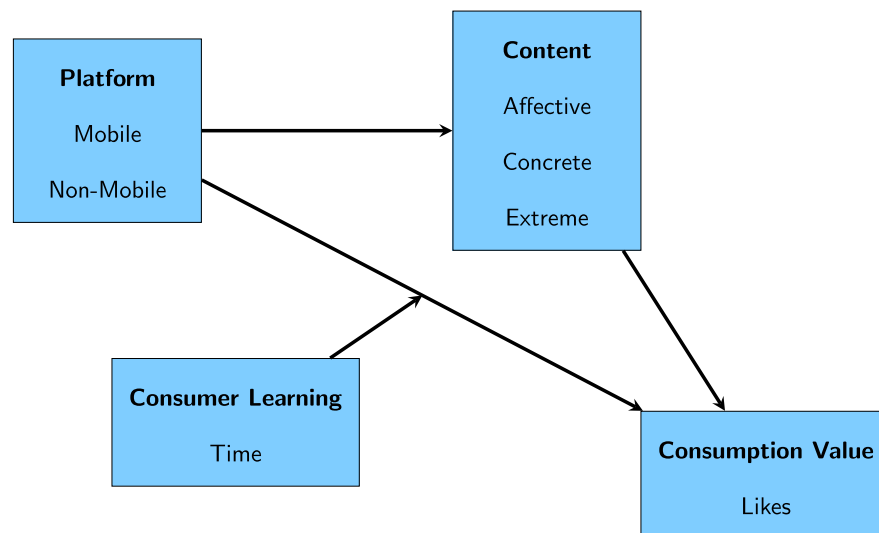 Platform
Mobile
Non-Mobile
Content
Affective
Concrete
Extreme
Consumer Learning
Time
Consumption Value
Likes